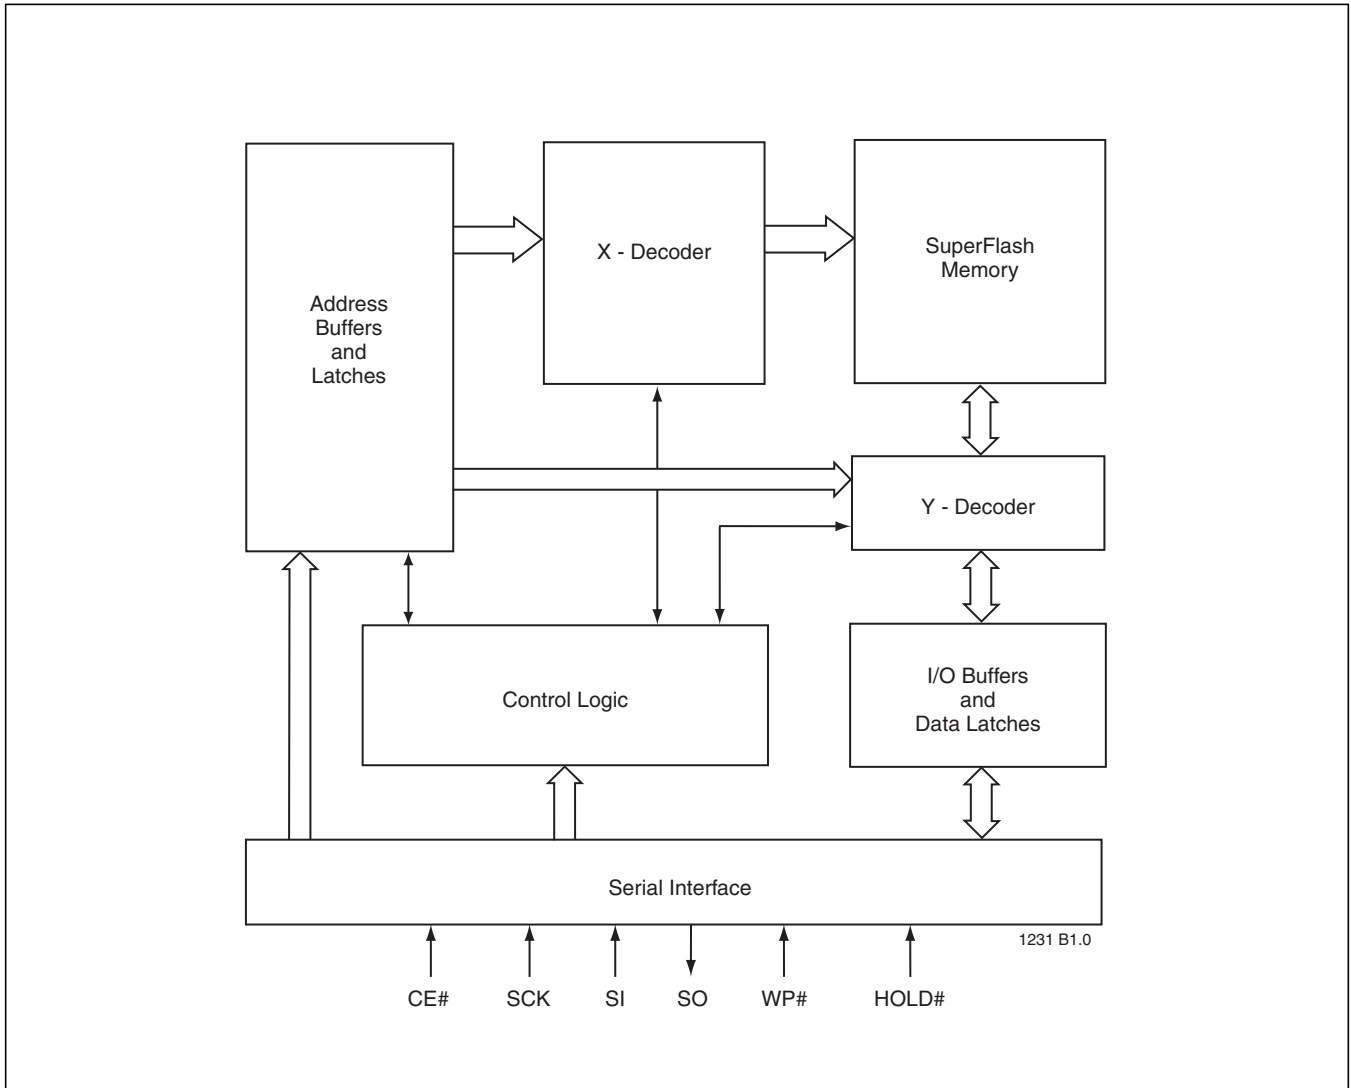 Address
Buffers
and
Latches
X - Decoder
SuperFlash
Memory
Y - Decoder
Control Logic
I/O Buffers
and
Data Latches
Serial Interface
1231 B1.0
CE# SCK SI SO WP# HOLD#